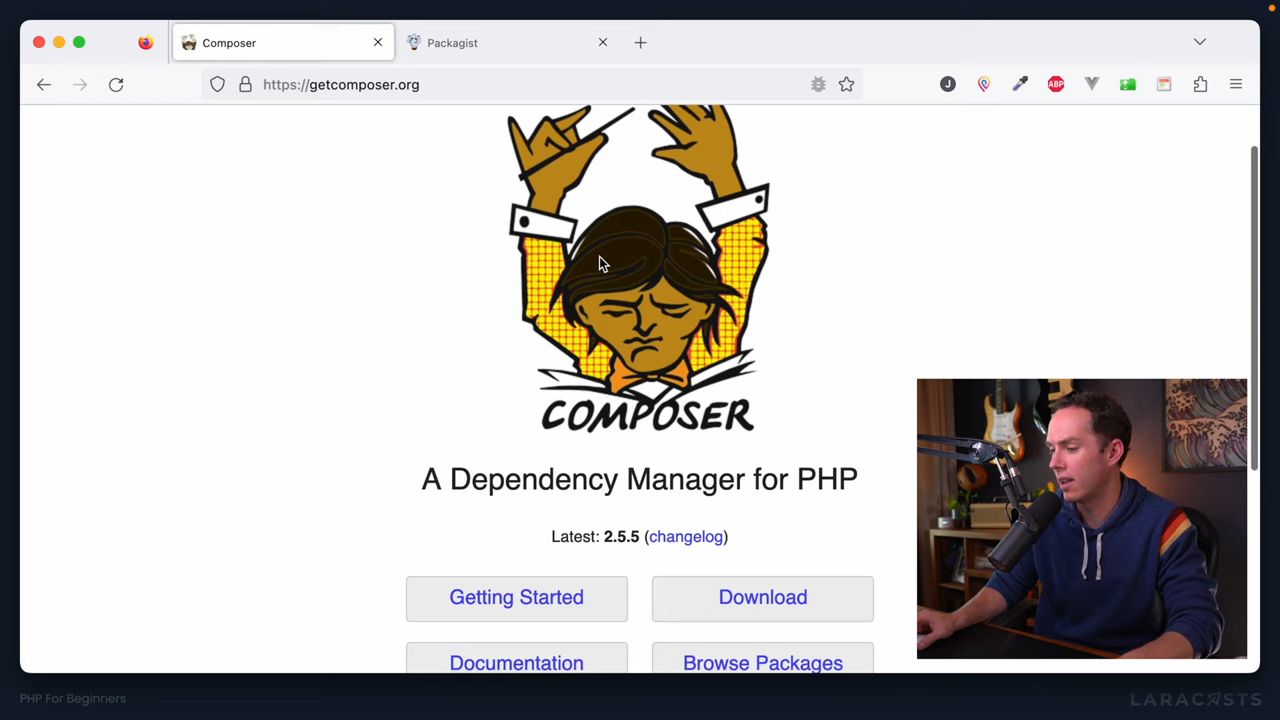 Composer
Packagist
https://getcomposer.org
J
ABP
COMPOSER
A Dependency Manager for PHP
Latest: 2.5.5 (changelog)
Getting Started
Download
Documentation
Browse Packages
PHP For Beginners
LARACASTS